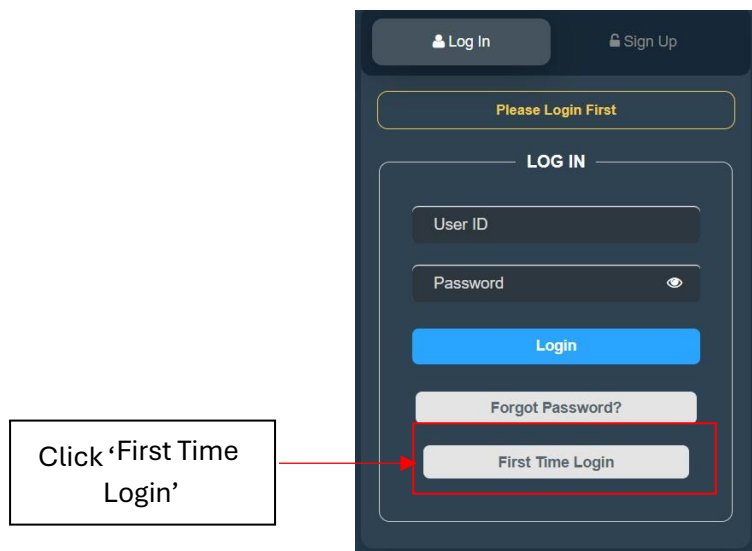 Log In
Sign Up
Please Login First
LOG IN
User ID
Password
Login
Forgot Password?
First Time Login
Click ‘First Time
Login’